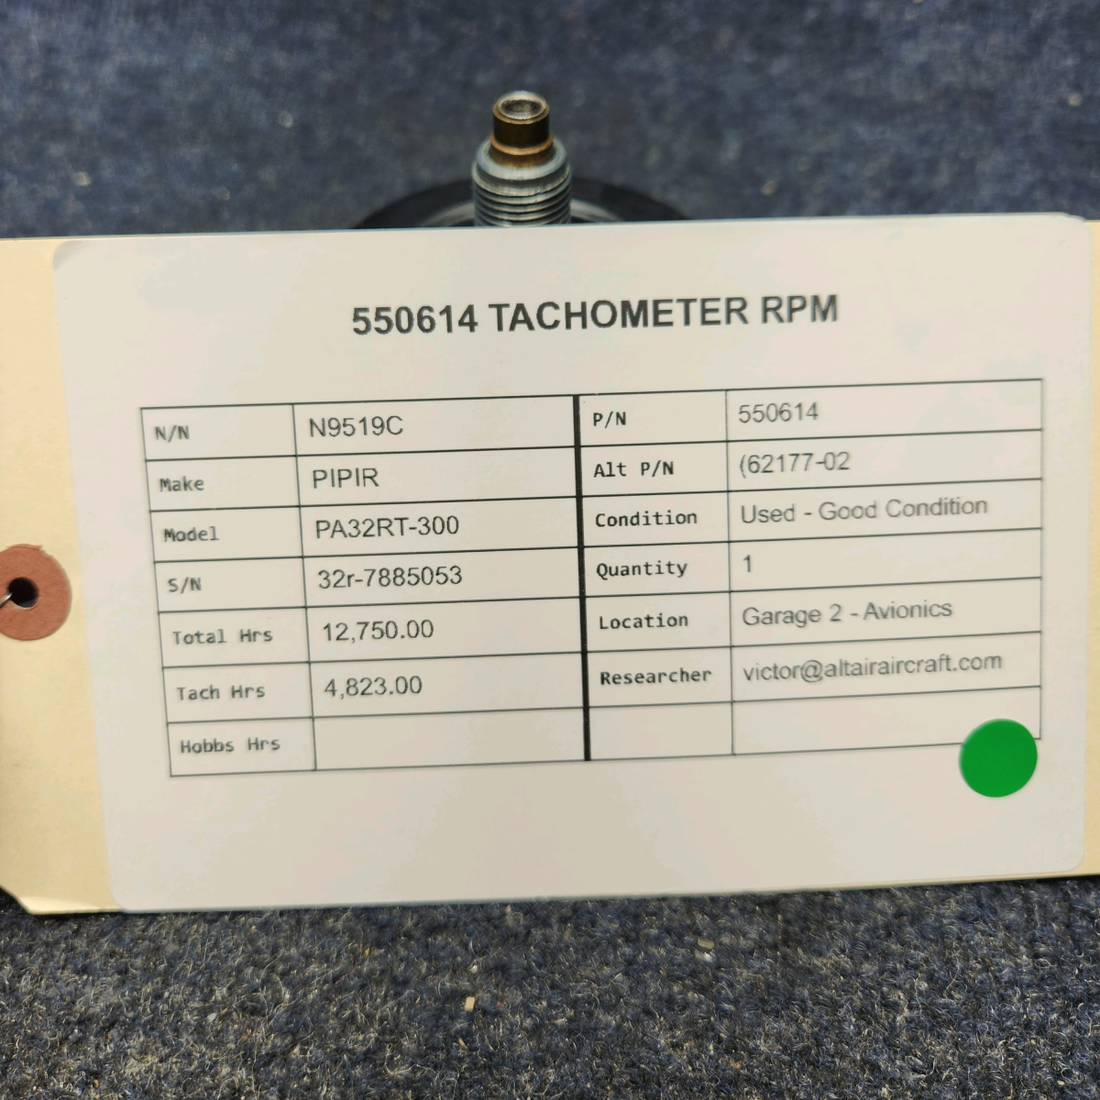 550614 TACHOMETER RPM
N/N N9519C P/N 550614
Make PIPIR Alt P/N (62177-02
Model PA32RT-300 Condition Used - Good Condition
S/N 32r-7885053 Quantity 1
Total Hrs 12,750.00 Location Garage 2 - Avionics
Tach Hrs 4,823.00 Researcher victor@altairaircraft.com
Hobbs Hrs